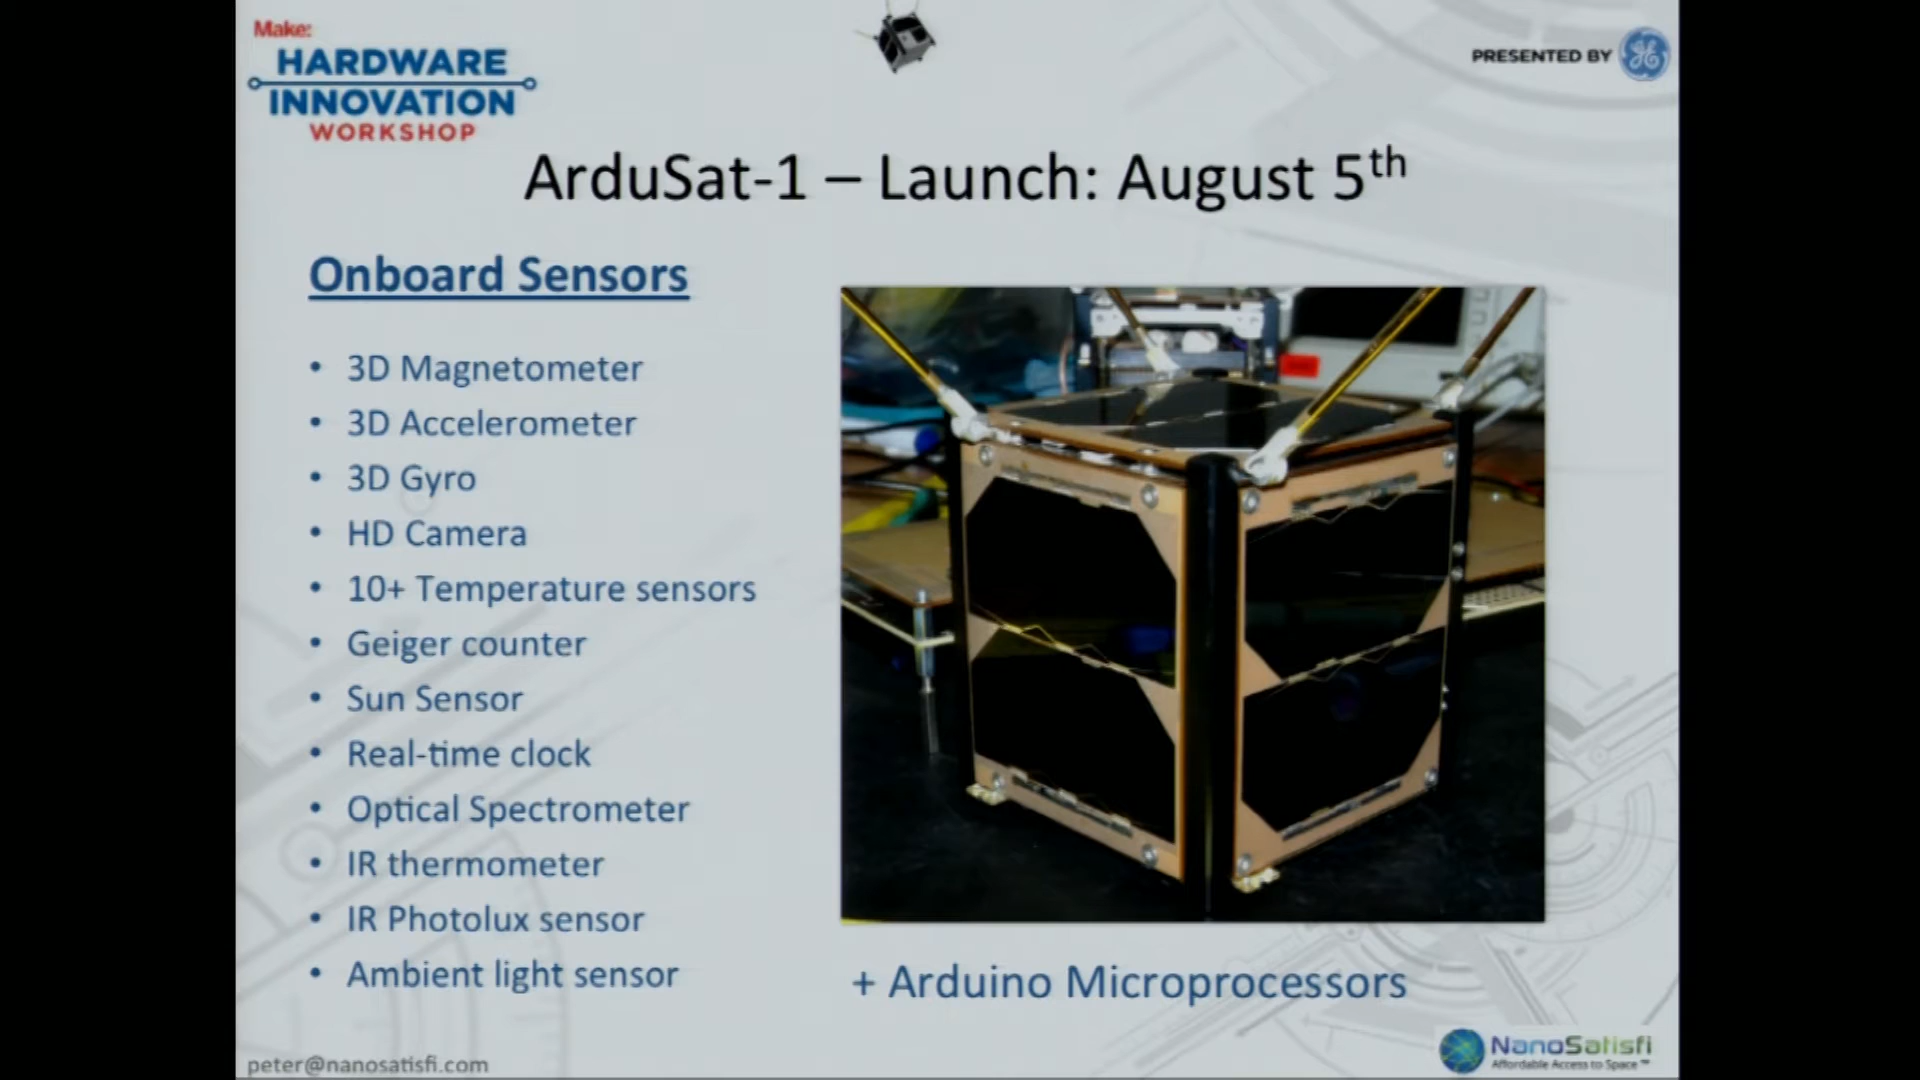 Make:
HARDWARE
INNOVATION
WORKSHOP
PRESENTED BY
ArduSat-1 – Launch: August 5th
Onboard Sensors
• 3D Magnetometer
• 3D Accelerometer
• 3D Gyro
• HD Camera
• 10+ Temperature sensors
• Geiger counter
• Sun Sensor
• Real-time clock
• Optical Spectrometer
• IR thermometer
• IR Photolux sensor
• Ambient light sensor
+ Arduino Microprocessors
peter@nanosatisfi.com
NanoSatisfi
Affordable Access to Space ™